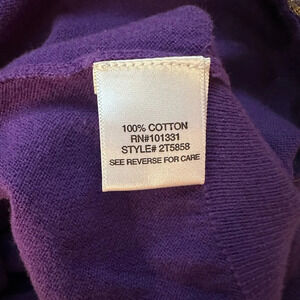 100% COTTON
RN#101331
STYLE# 2T5858
SEE REVERSE FOR CARE